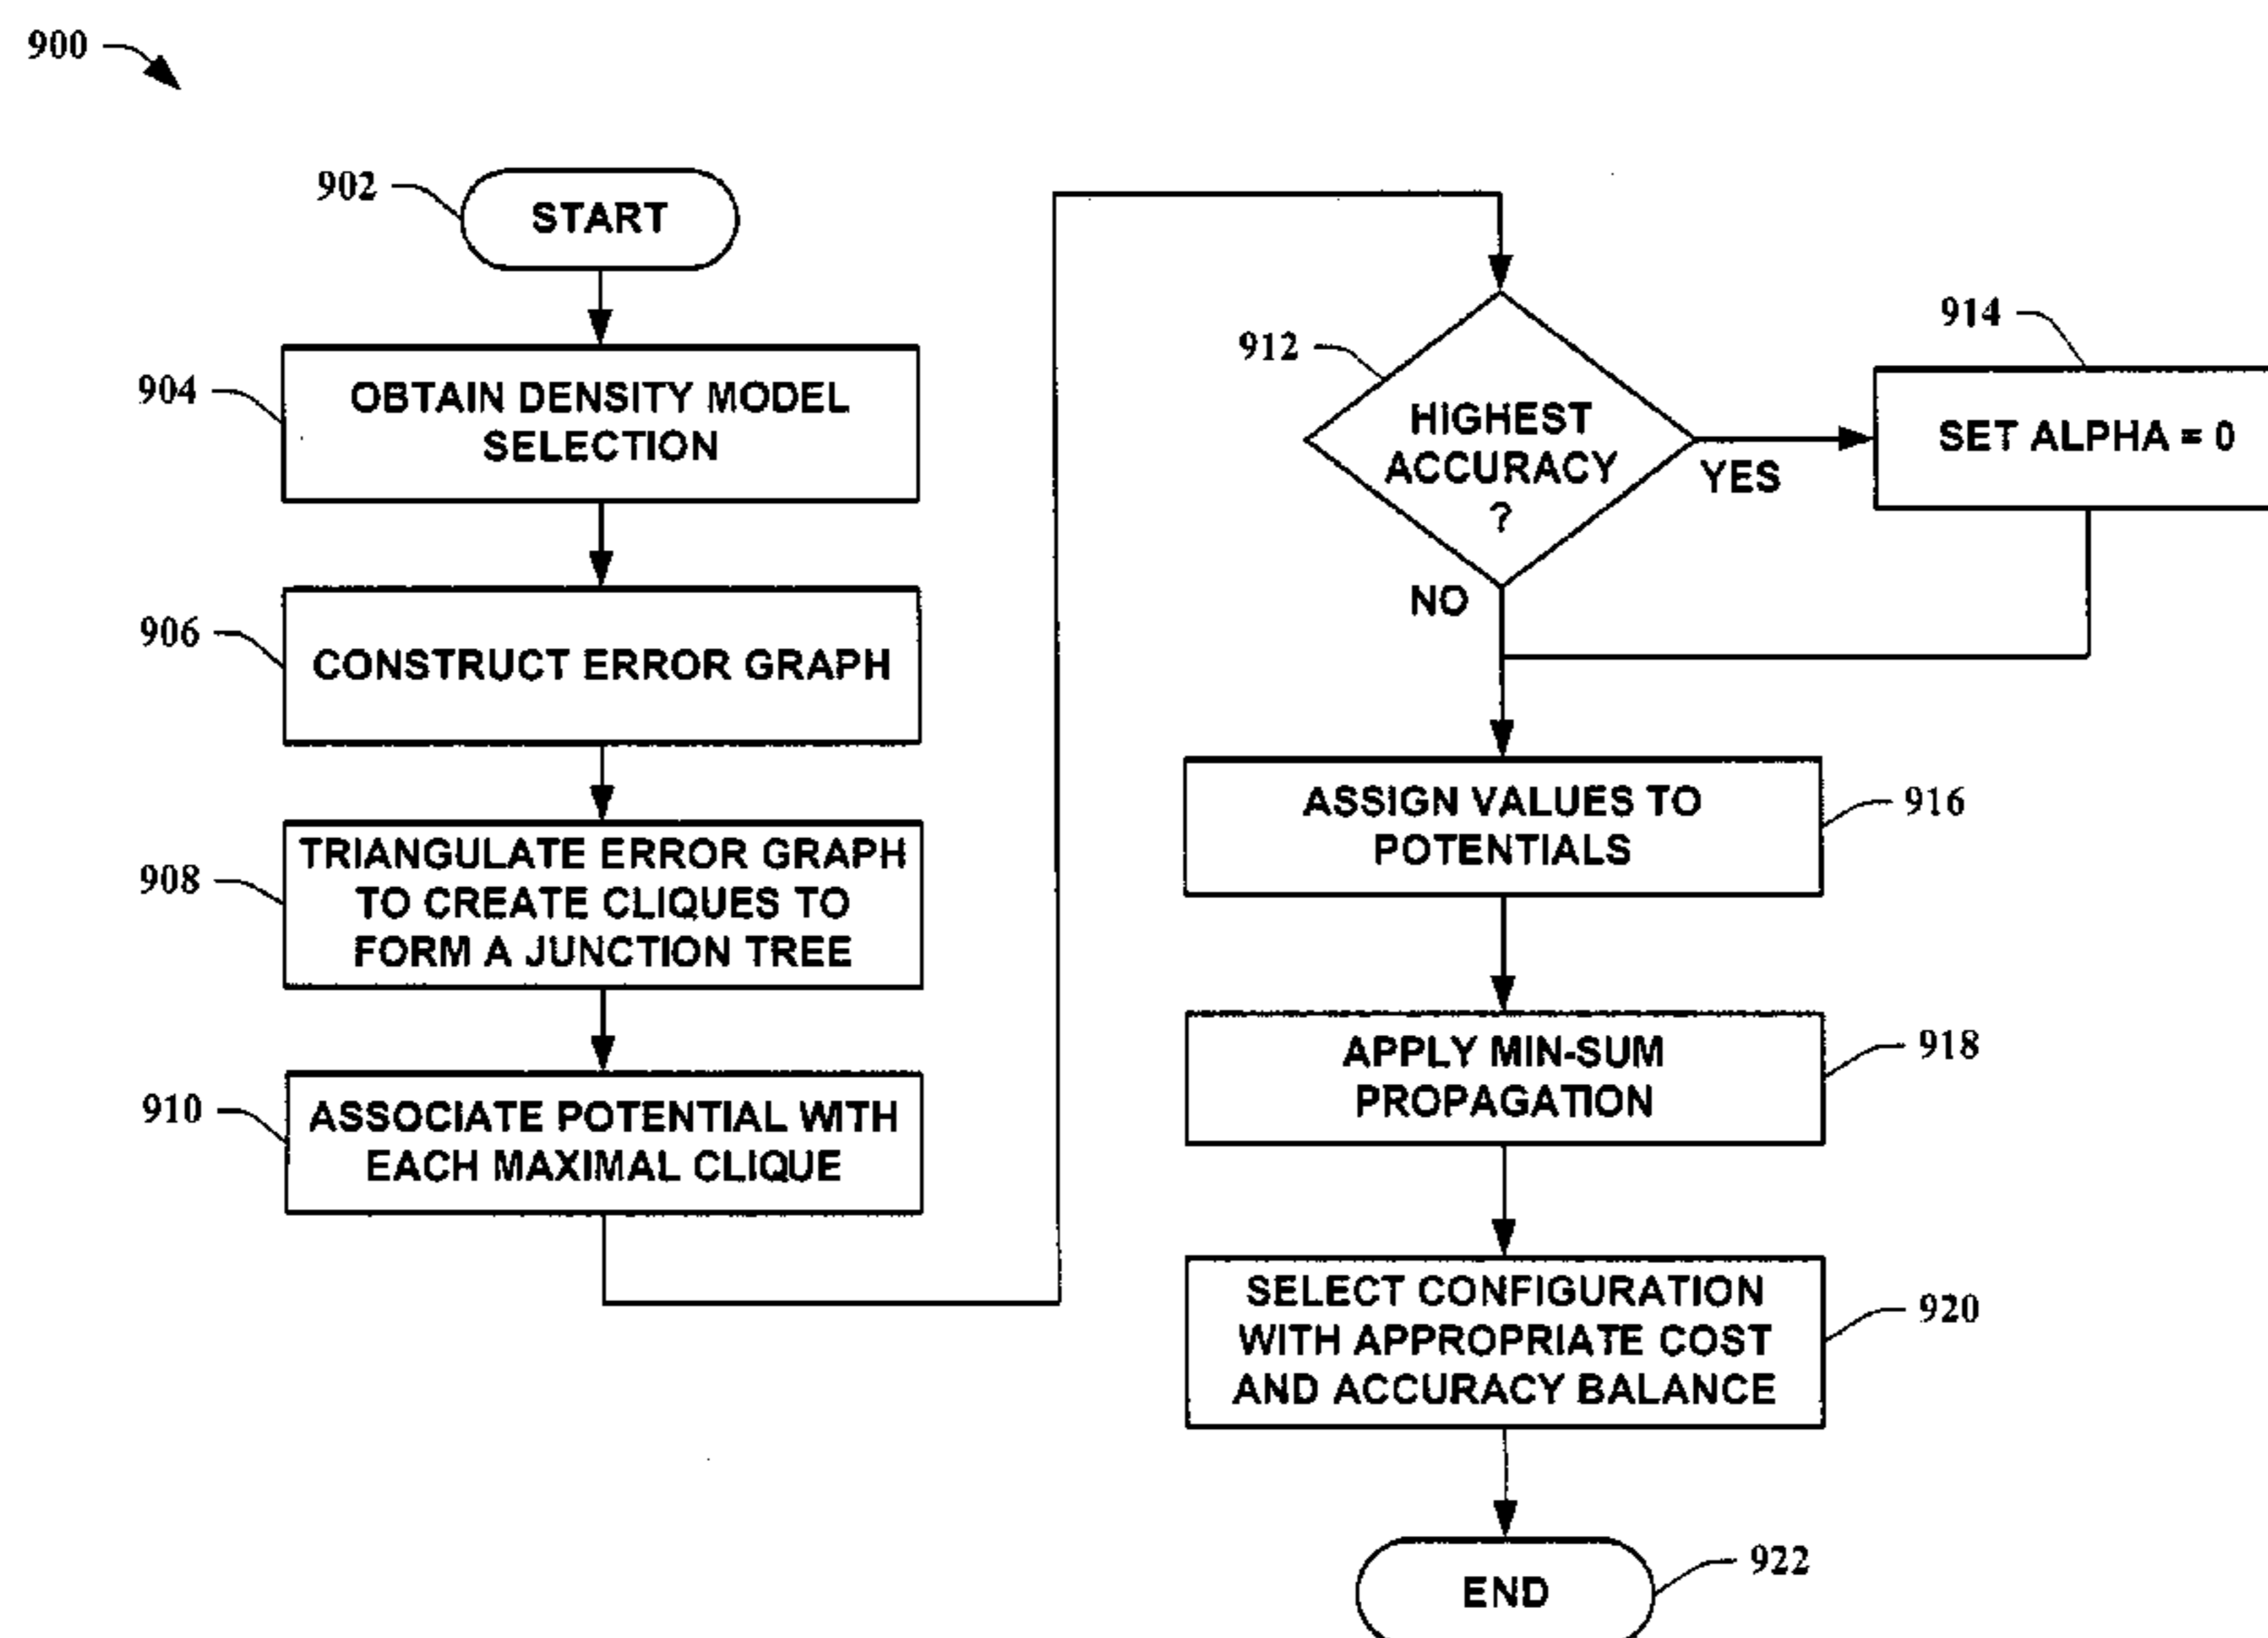 900
902
START
904
OBTAIN DENSITY MODEL
SELECTION
906
CONSTRUCT ERROR GRAPH
908
TRIANGULATE ERROR GRAPH
TO CREATE CLIQUES TO
FORM A JUNCTION TREE
910
ASSOCIATE POTENTIAL WITH
EACH MAXIMAL CLIQUE
912
HIGHEST
ACCURACY
?
YES
NO
914
SET ALPHA = 0
ASSIGN VALUES TO
POTENTIALS
916
APPLY MIN-SUM
PROPAGATION
918
SELECT CONFIGURATION
WITH APPROPRIATE COST
AND ACCURACY BALANCE
920
END
922